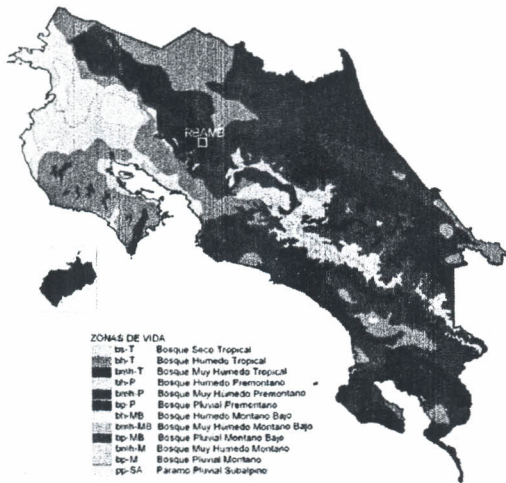 RBAMB
ZONAS DE VIDA
bs-T Bosque Seco Tropical
bh-T Bosque Humedo Tropical
bmh-T Bosque Muy Humedo Tropical
bh-P Bosque Humedo Premontano
bmh-P Bosque Muy Humedo Premontano
bp-P Bosque Pluvial Premontano
bh-MB Bosque Humedo Montano Bajo
bmh-MB Bosque Muy Humedo Montano Bajo
bp-MB Bosque Pluvial Montano Bajo
bmh-M Bosque Muy Humedo Montano
bp-M Bosque Pluvial Montano
pp-SA Paramo Pluvial Subalpino